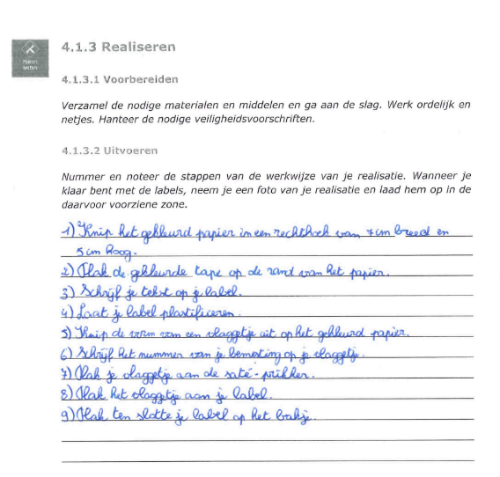 4.1.3 Realiseren
4.1.3.1 Voorbereiden
Verzamel de nodige materialen en middelen en ga aan de slag. Werk ordelijk en
netjes. Hanteer de nodige veiligheidsvoorschriften.
4.1.3.2 Uitvoeren
Nummer en noteer de stappen van de werkwijze van je realisatie. Wanneer je
klaar bent met de labels, neem je een foto van je realisatie en laad hem op in de
daarvoor voorziene zone.
1) Knip het gekleurd papier in een rechthoek van 7 cm breed en
5 cm hoog.
2) Plak de gekleurde tape op de rand van het papier.
3) Schrijf je tekst op je label.
4) Laat je label plastificeren.
5) Knip de vorm van een vlaggetje uit op het gekleurd papier.
6) Schrijf het nummer van je bemesting op je vlaggetje.
7) Plak je vlaggetje aan de saté-prikker.
8) Plak het vlaggetje aan je label.
9) Plak ten slotte je label op het bakje.